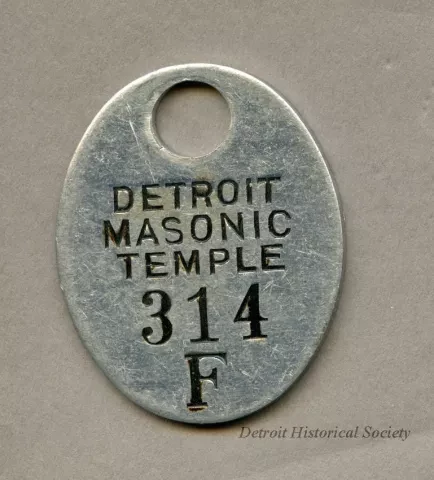 DETROIT
MASONIC
TEMPLE
314
F
Detroit Historical Society